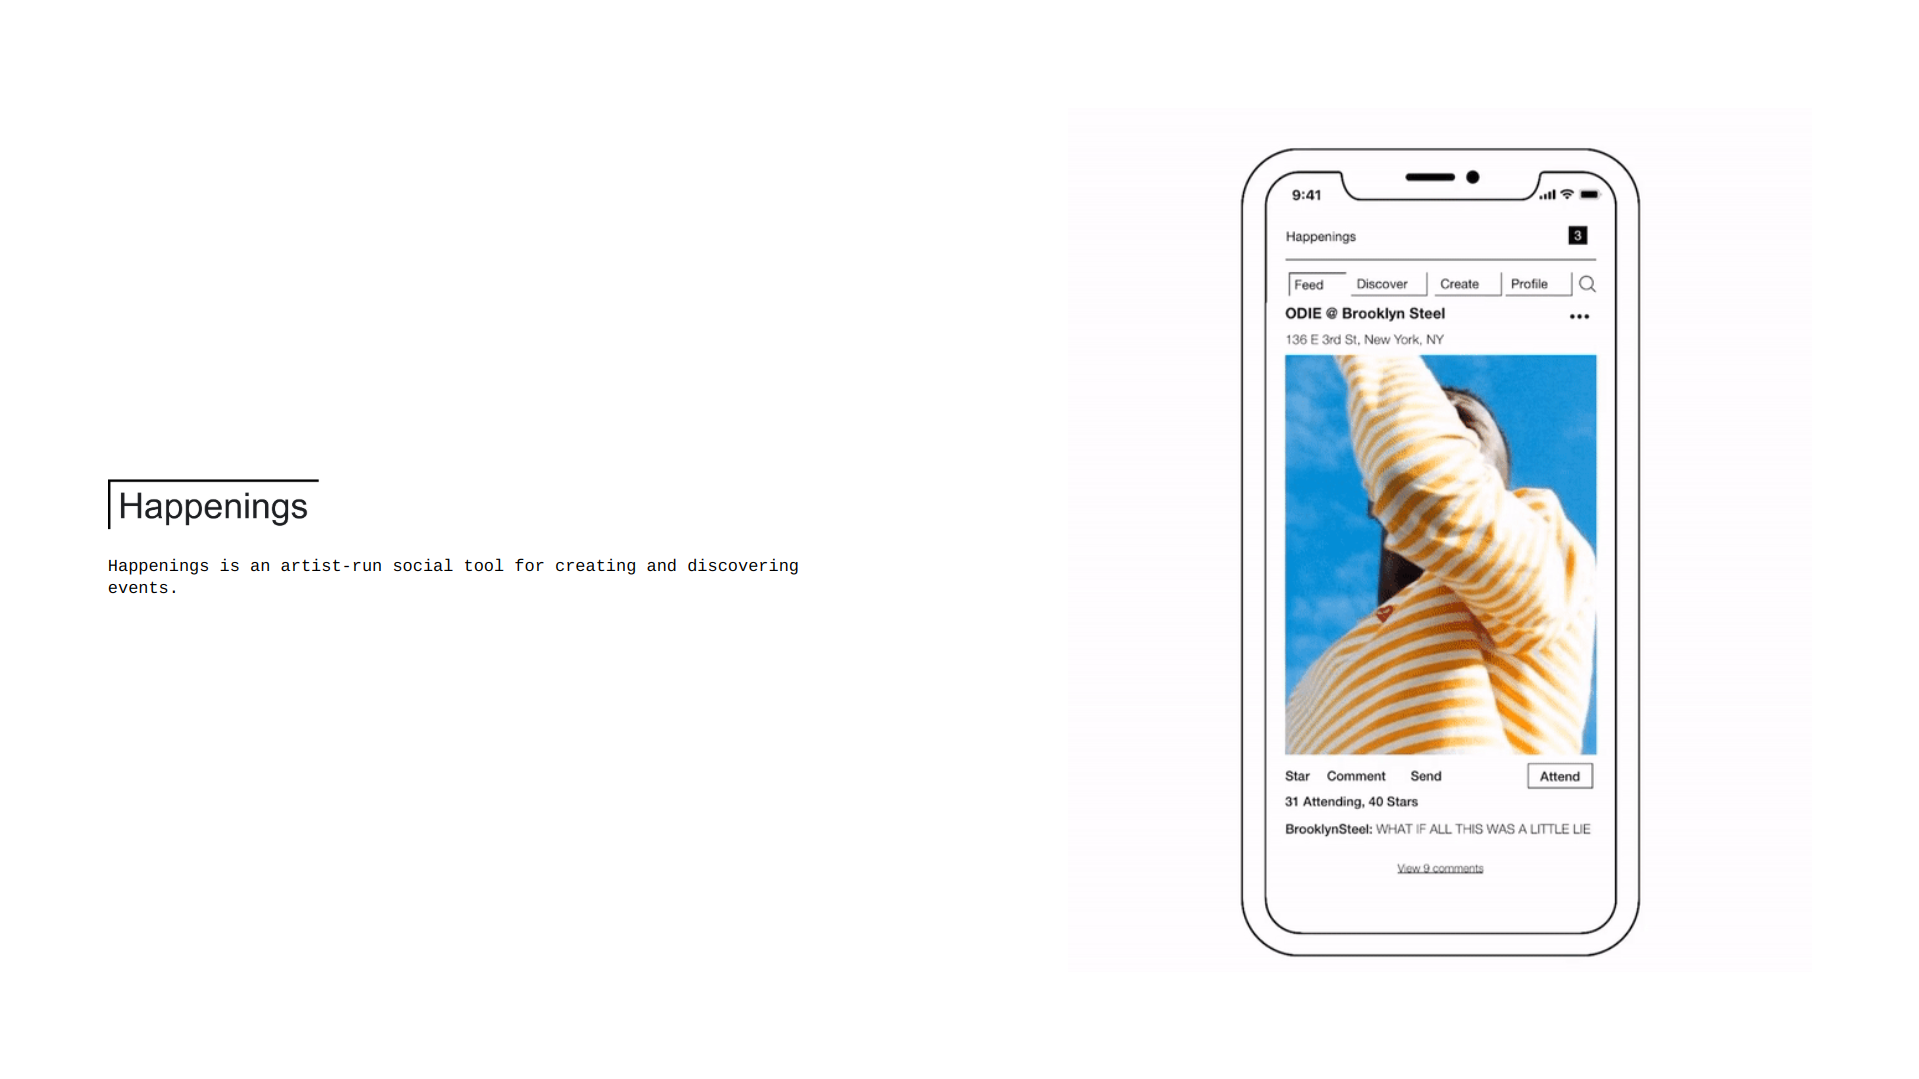 Happenings
Happenings is an artist-run social tool for creating and discovering
events.
9:41
Happenings 3
Feed Discover Create Profile
ODIE @ Brooklyn Steel
136 E 3rd St, New York, NY
Star Comment Send Attend
31 Attending, 40 Stars
BrooklynSteel: WHAT IF ALL THIS WAS A LITTLE LIE
View 9 comments